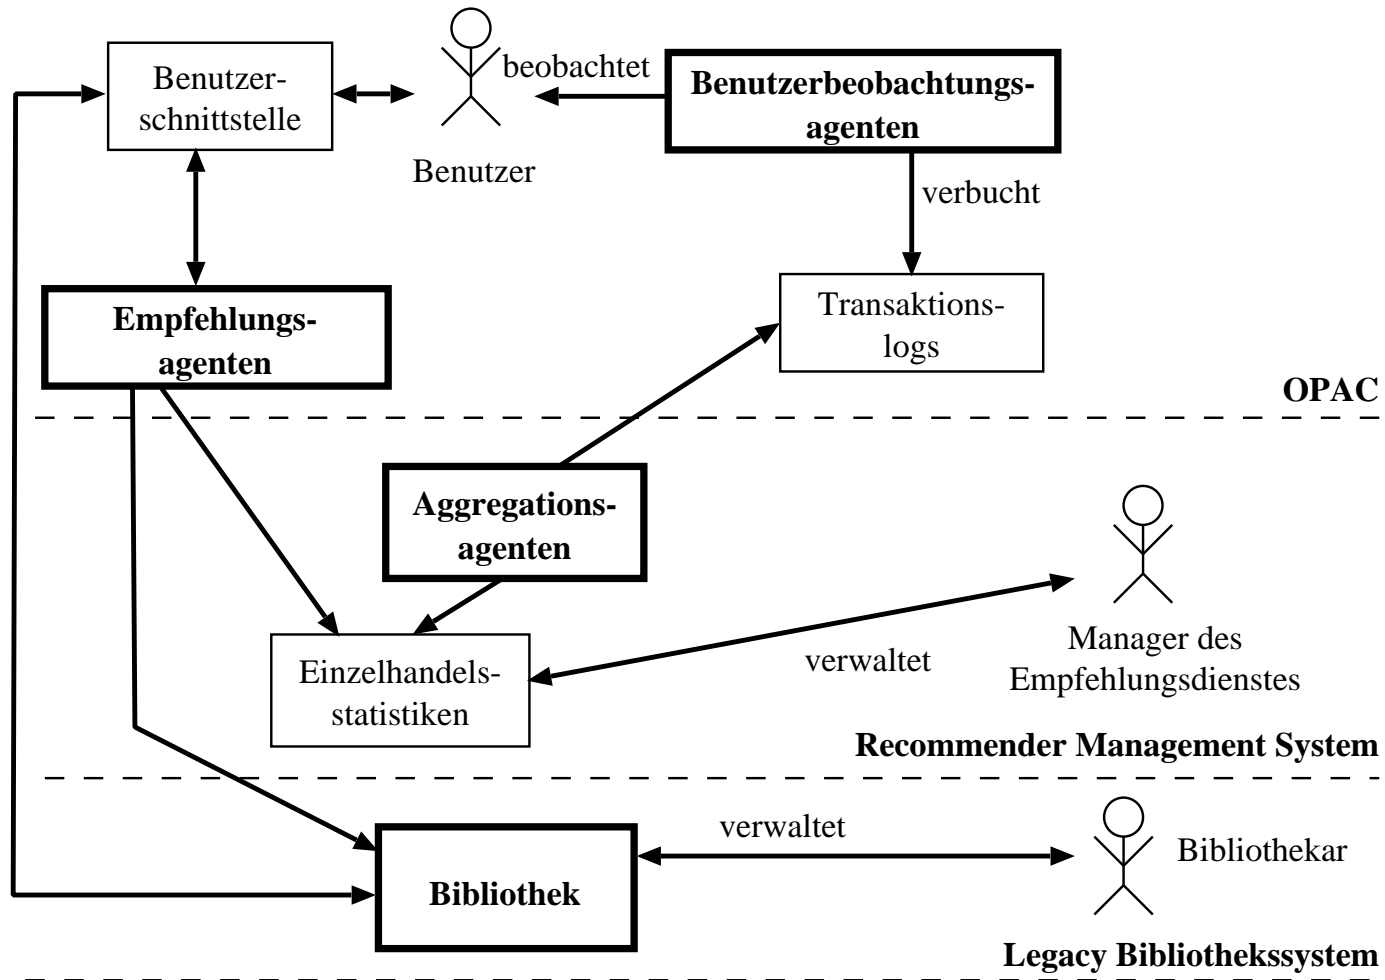 Benutzer-
schnittstelle
beobachtet
Benutzer
Benutzerbeobachtungs-
agenten
verbucht
Empfehlungs-
agenten
Transaktions-
logs
OPAC
Aggregations-
agenten
Einzelhandels-
statistiken
verwaltet
Manager des
Empfehlungsdienstes
Recommender Management System
verwaltet
Bibliothekar
Bibliothek
Legacy Bibliothekssystem